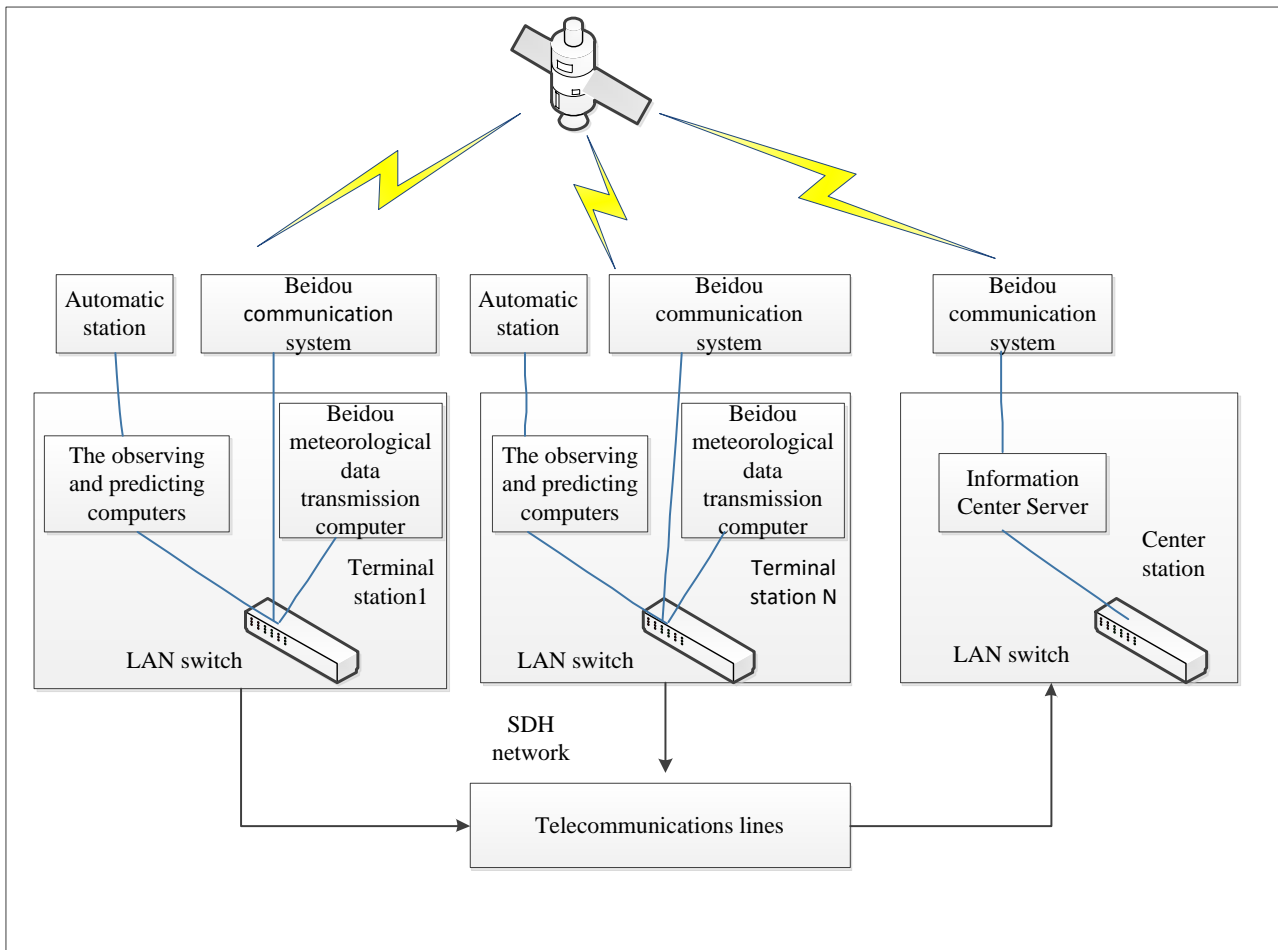 Automatic
station
Beidou
communication
system
Automatic
station
Beidou
communication
system
Beidou
communication
system
The observing
and predicting
computers
Beidou
meteorological
data
transmission
computer
Terminal
station1
LAN switch
The observing
and predicting
computers
Beidou
meteorological
data
transmission
computer
Terminal
station N
LAN switch
Information
Center Server
Center
station
LAN switch
SDH
network
Telecommunications lines